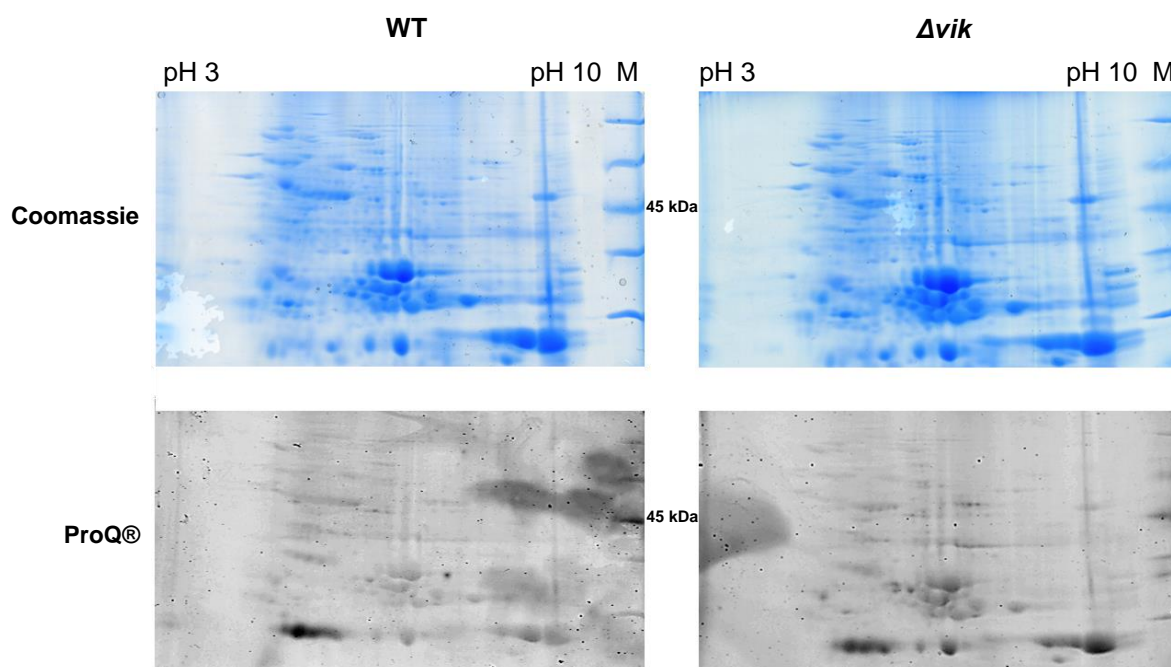 WT
Δvik
pH 3
pH 10 M
pH 3
pH 10 M
Coomassie
45 kDa
ProQ®
45 kDa